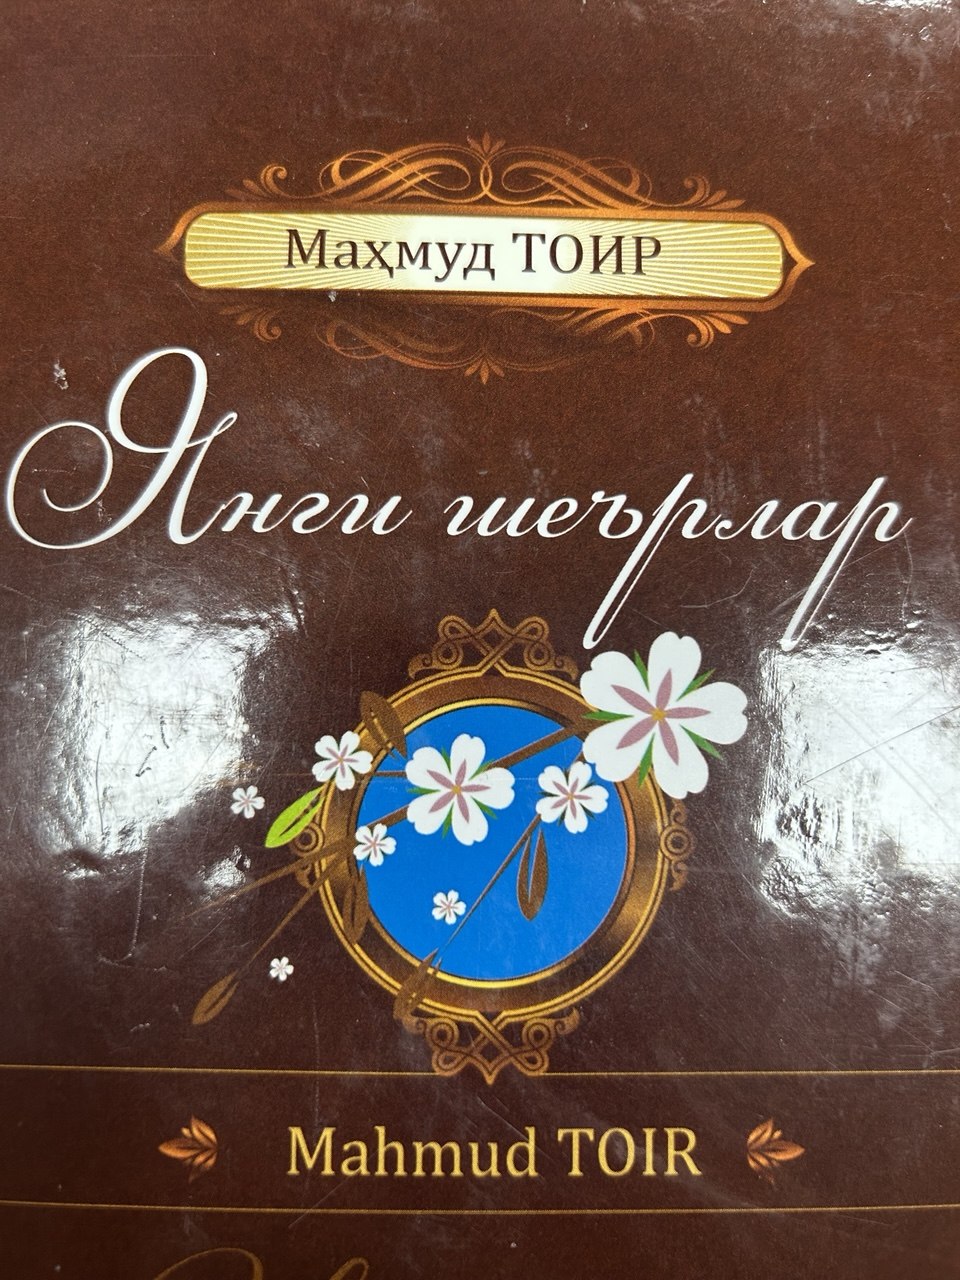 Маҳмуд ТОИР
Янги шеърлар
Mahmud TOIR